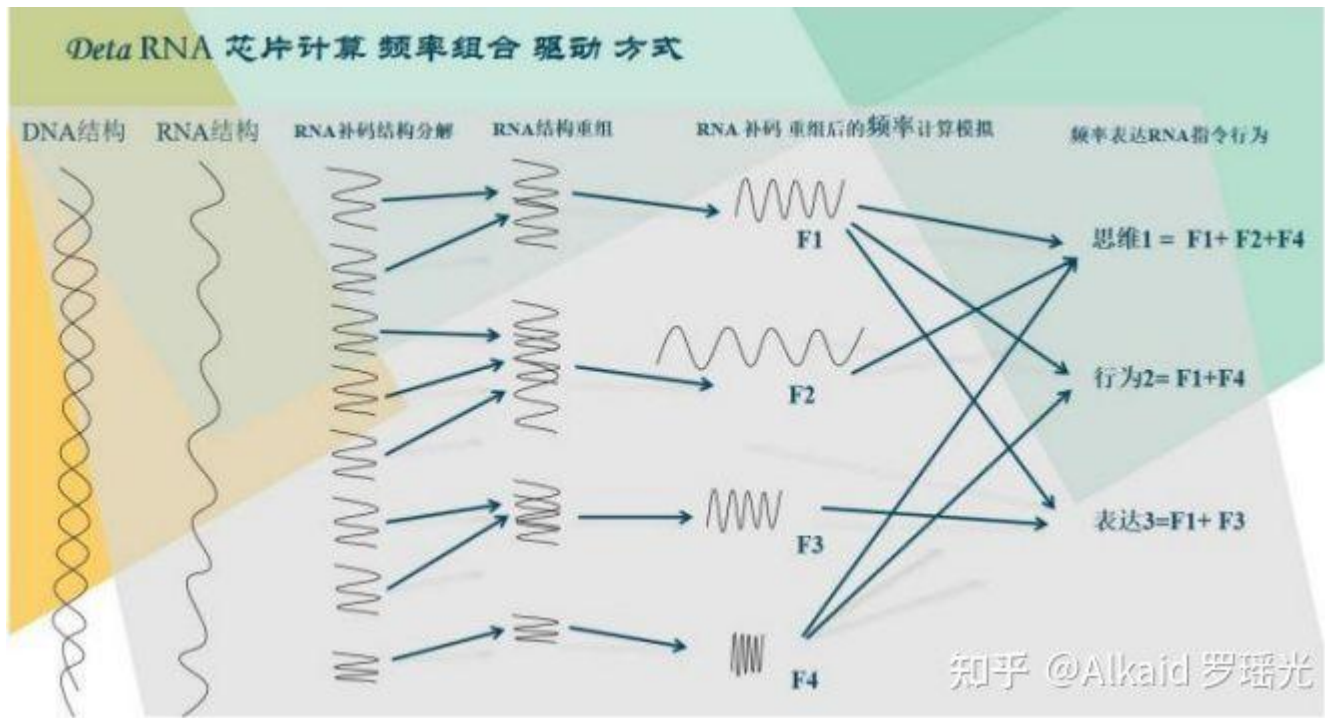 Deta RNA 芯片计算 频率组合 驱动 方式
DNA结构
RNA结构
RNA补码结构分解
RNA结构重组
RNA 补码 重组后的频率计算模拟
频率表达RNA指令行为
F1
思维1 = F1+ F2+F4
F2
行为2= F1+F4
F3
表达3=F1+ F3
F4
知乎 @Alkaid 罗瑶光